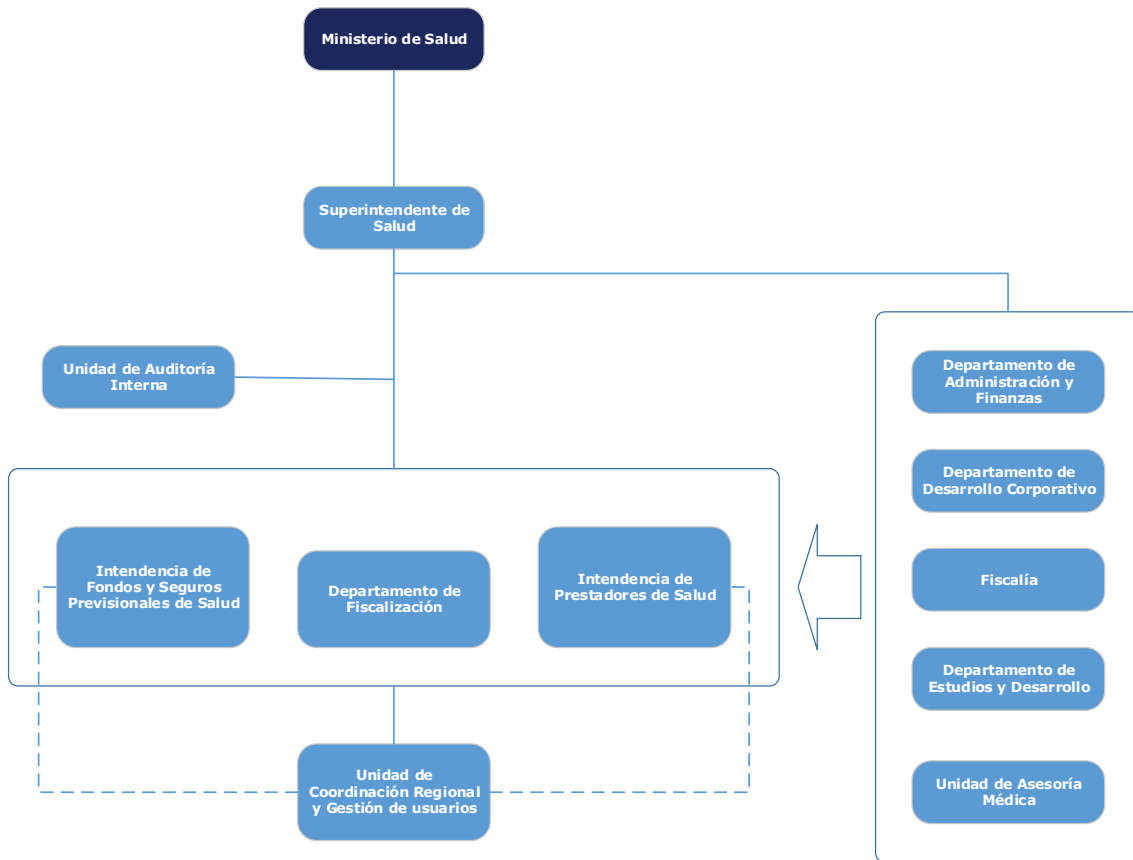 Ministerio de Salud
Superintendente de
Salud
Unidad de Auditoría
Interna
Departamento de
Administración y
Finanzas
Departamento de
Desarrollo Corporativo
Intendencia de
Fondos y Seguros
Previsionales de Salud
Departamento de
Fiscalización
Intendencia de
Prestadores de Salud
Fiscalía
Departamento de
Estudios y Desarrollo
Unidad de
Coordinación Regional
y Gestión de usuarios
Unidad de Asesoría
Médica